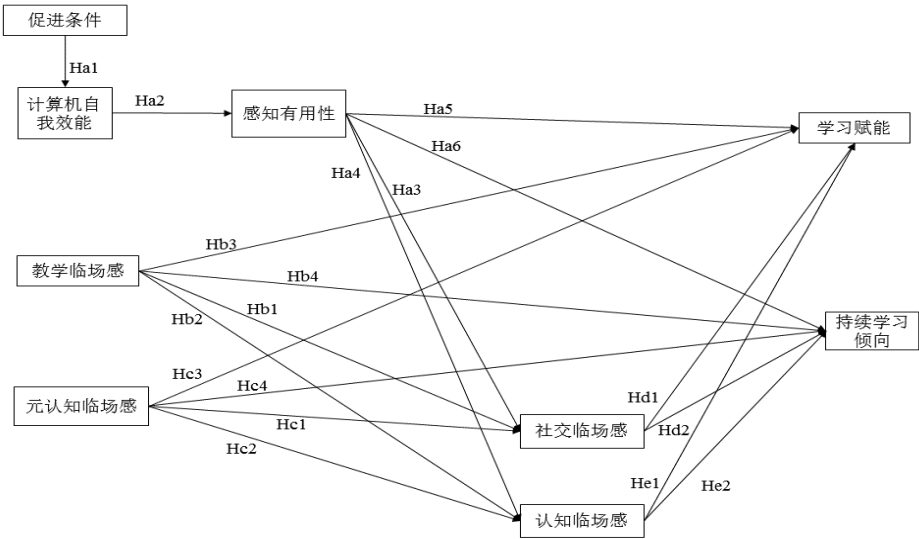 促进条件
Ha1
计算机自
我效能
Ha2
感知有用性
Ha5
学习赋能
Ha6
Ha4
Ha3
Hb3
教学临场感
Hb4
Hb1
Hb2
持续学习
倾向
Hc3
Hc4
元认知临场感
Hc1
Hc2
Hd1
社交临场感
Hd2
He1
He2
认知临场感